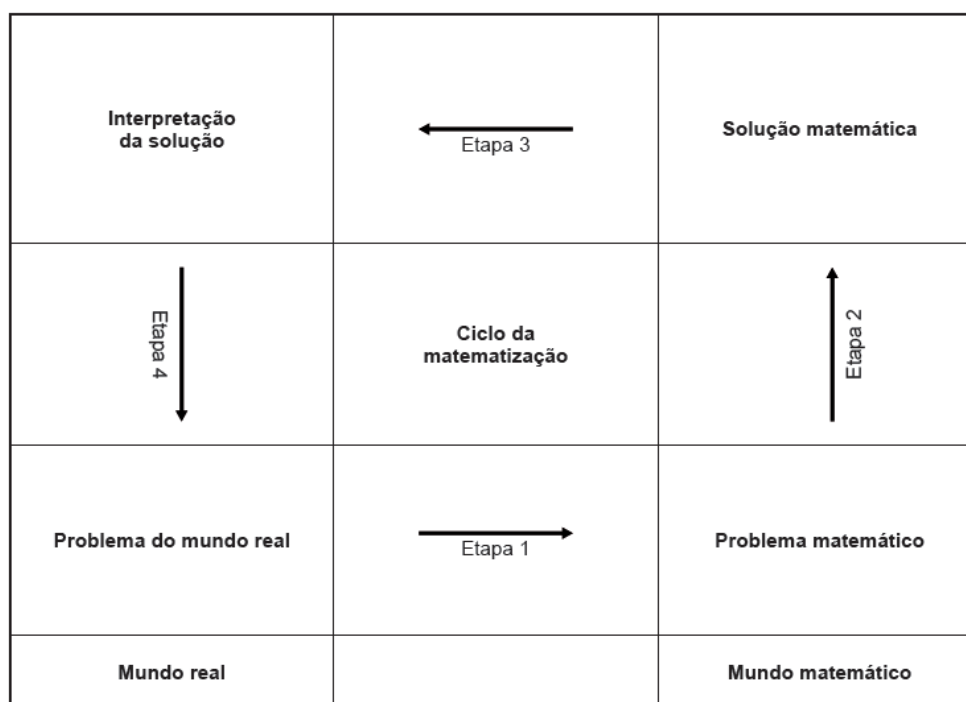 Interpretação
da solução
Etapa 3
Solução matemática
Etapa 4
Ciclo da
matematização
Etapa 2
Problema do mundo real
Etapa 1
Problema matemático
Mundo real
Mundo matemático